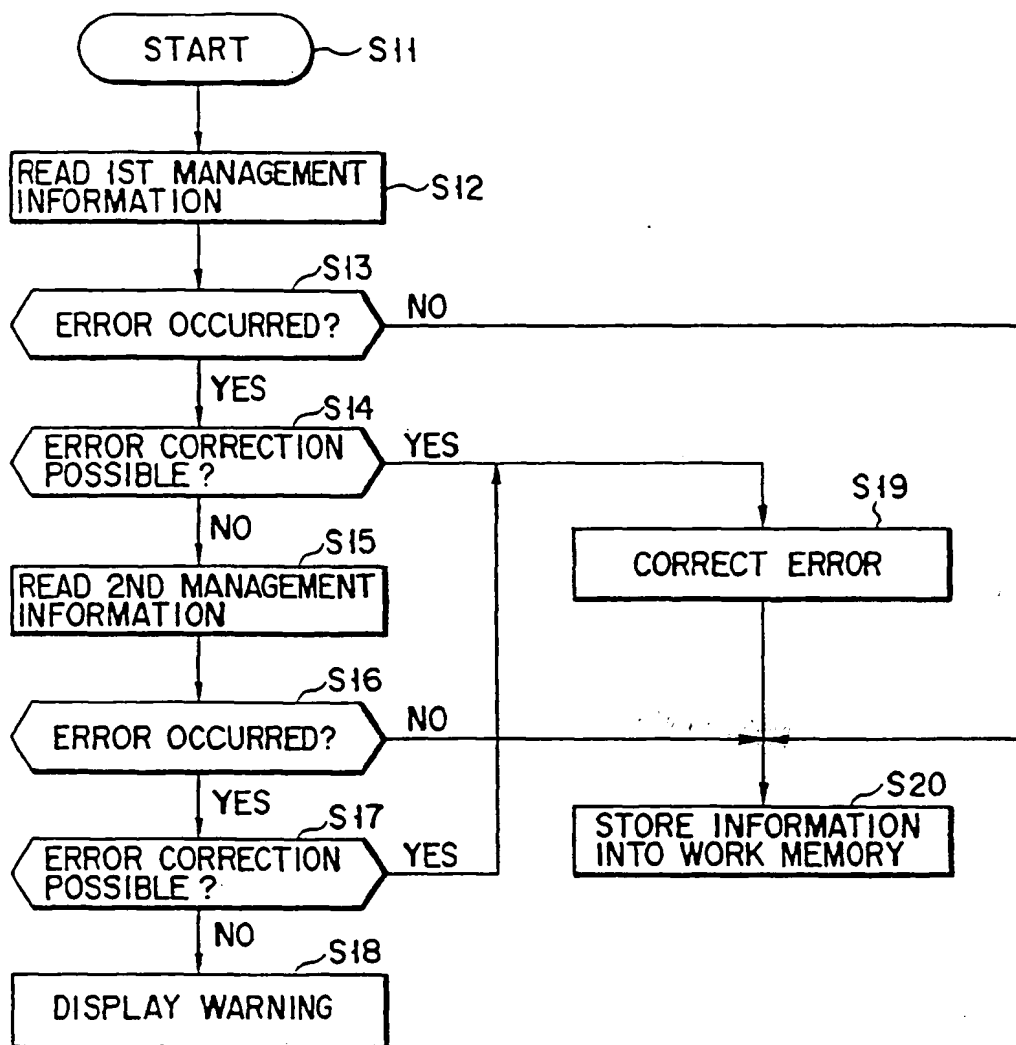 START
S11
READ 1ST MANAGEMENT
INFORMATION
S12
S13
ERROR OCCURRED?
NO
YES
S14
ERROR CORRECTION
POSSIBLE?
YES
NO
S19
CORRECT ERROR
S15
READ 2ND MANAGEMENT
INFORMATION
S16
ERROR OCCURRED?
NO
YES
S17
ERROR CORRECTION
POSSIBLE?
YES
S20
STORE INFORMATION
INTO WORK MEMORY
NO
S18
DISPLAY WARNING